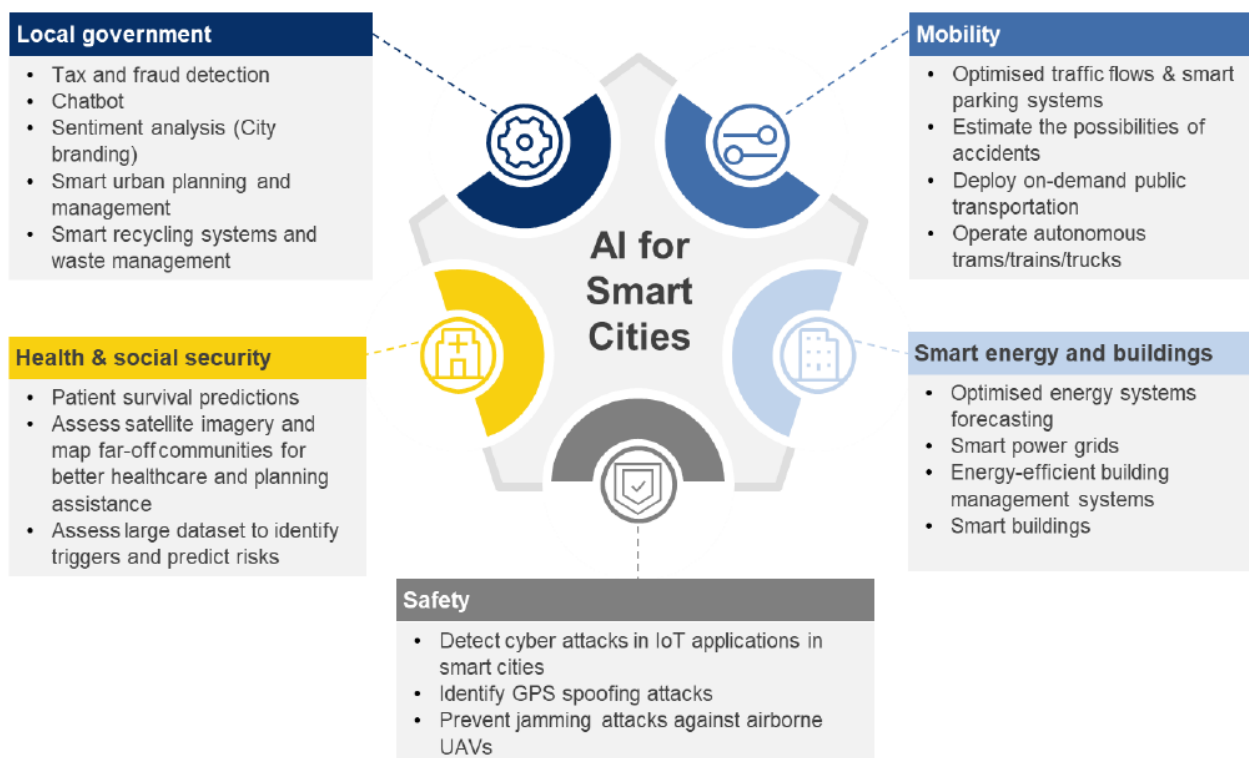 Local government
• Tax and fraud detection
• Chatbot
• Sentiment analysis (City
branding)
• Smart urban planning and
management
• Smart recycling systems and
waste management
Mobility
• Optimised traffic flows & smart
parking systems
• Estimate the possibilities of
accidents
• Deploy on-demand public
transportation
• Operate autonomous
trams/trains/trucks
AI for
Smart
Cities
Health & social security
• Patient survival predictions
• Assess satellite imagery and
map far-off communities for
better healthcare and planning
assistance
• Assess large dataset to identify
triggers and predict risks
Smart energy and buildings
• Optimised energy systems
forecasting
• Smart power grids
• Energy-efficient building
management systems
• Smart buildings
Safety
• Detect cyber attacks in IoT applications in
smart cities
• Identify GPS spoofing attacks
• Prevent jamming attacks against airborne
UAVs